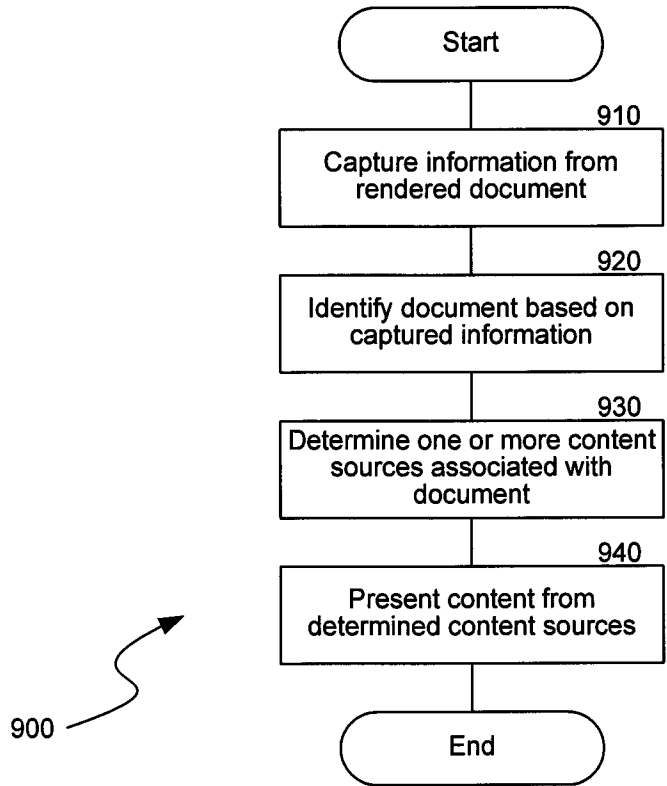 Start
910
Capture information from
rendered document
920
Identify document based on
captured information
930
Determine one or more content
sources associated with
document
940
Present content from
determined content sources
900
End